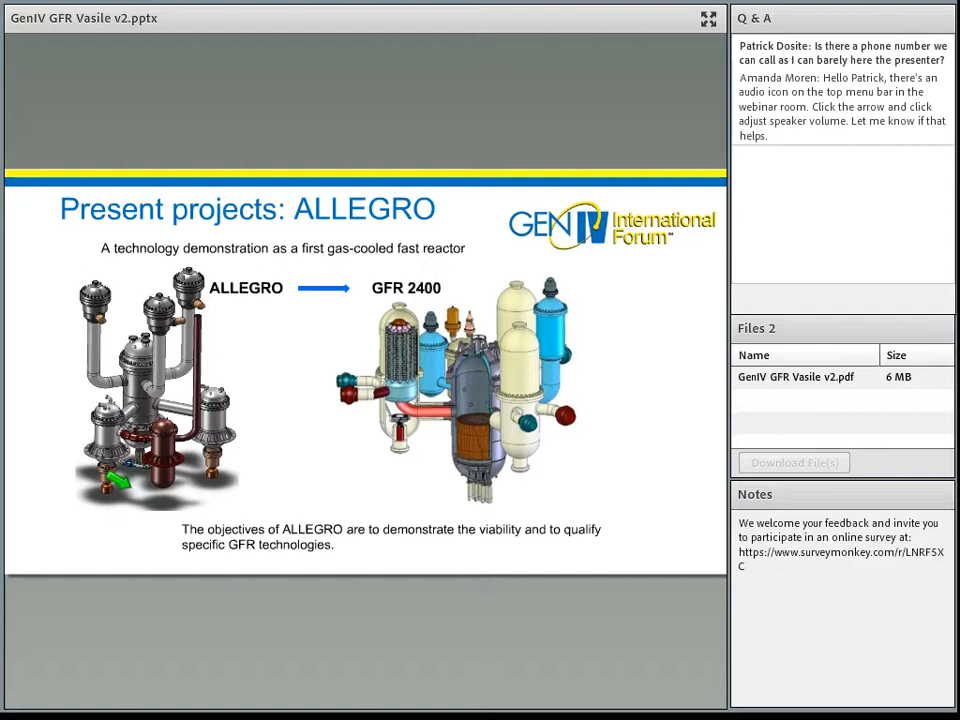 GenIV GFR Vasile v2.pptx
Present projects: ALLEGRO
GEN IV International
Forum™
A technology demonstration as a first gas-cooled fast reactor
ALLEGRO
GFR 2400
The objectives of ALLEGRO are to demonstrate the viability and to qualify
specific GFR technologies.
Q & A
Patrick Dosite: Is there a phone number we
can call as I can barely here the presenter?
Amanda Moren: Hello Patrick, there's an
audio icon on the top menu bar in the
webinar room. Click the arrow and click
adjust speaker volume. Let me know if that
helps.
Files 2
Name Size
GenIV GFR Vasile v2.pdf 6 MB
Download File(s)
Notes
We welcome your feedback and invite you
to participate in an online survey at:
https://www.surveymonkey.com/r/LNRF5X
C